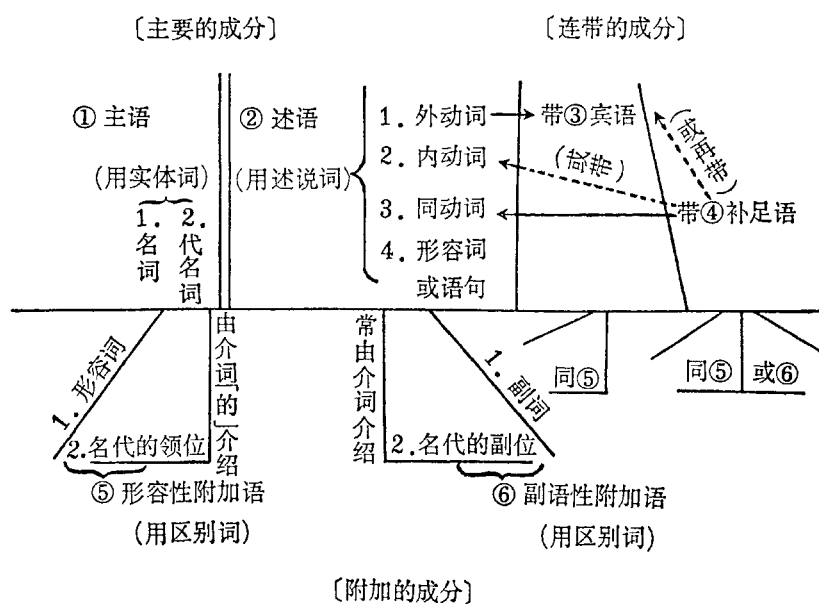 〔主要的成分〕 〔连带的成分〕
①主语 ②述语 1.外动词 带③宾语
(用实体词) (用述说词) 2.内动词 (或带) (或再带)
1.名词 2.代名词 3.同动词 带④补足语
4.形容词
或语句
1.形容词 由介词「的」介绍 常由介词介绍 1.副词 同⑤ 同⑤ 或⑥
2.名代的领位 2.名代的副位
⑤形容性附加语 ⑥副语性附加语
(用区别词) (用区别词)
〔附加的成分〕